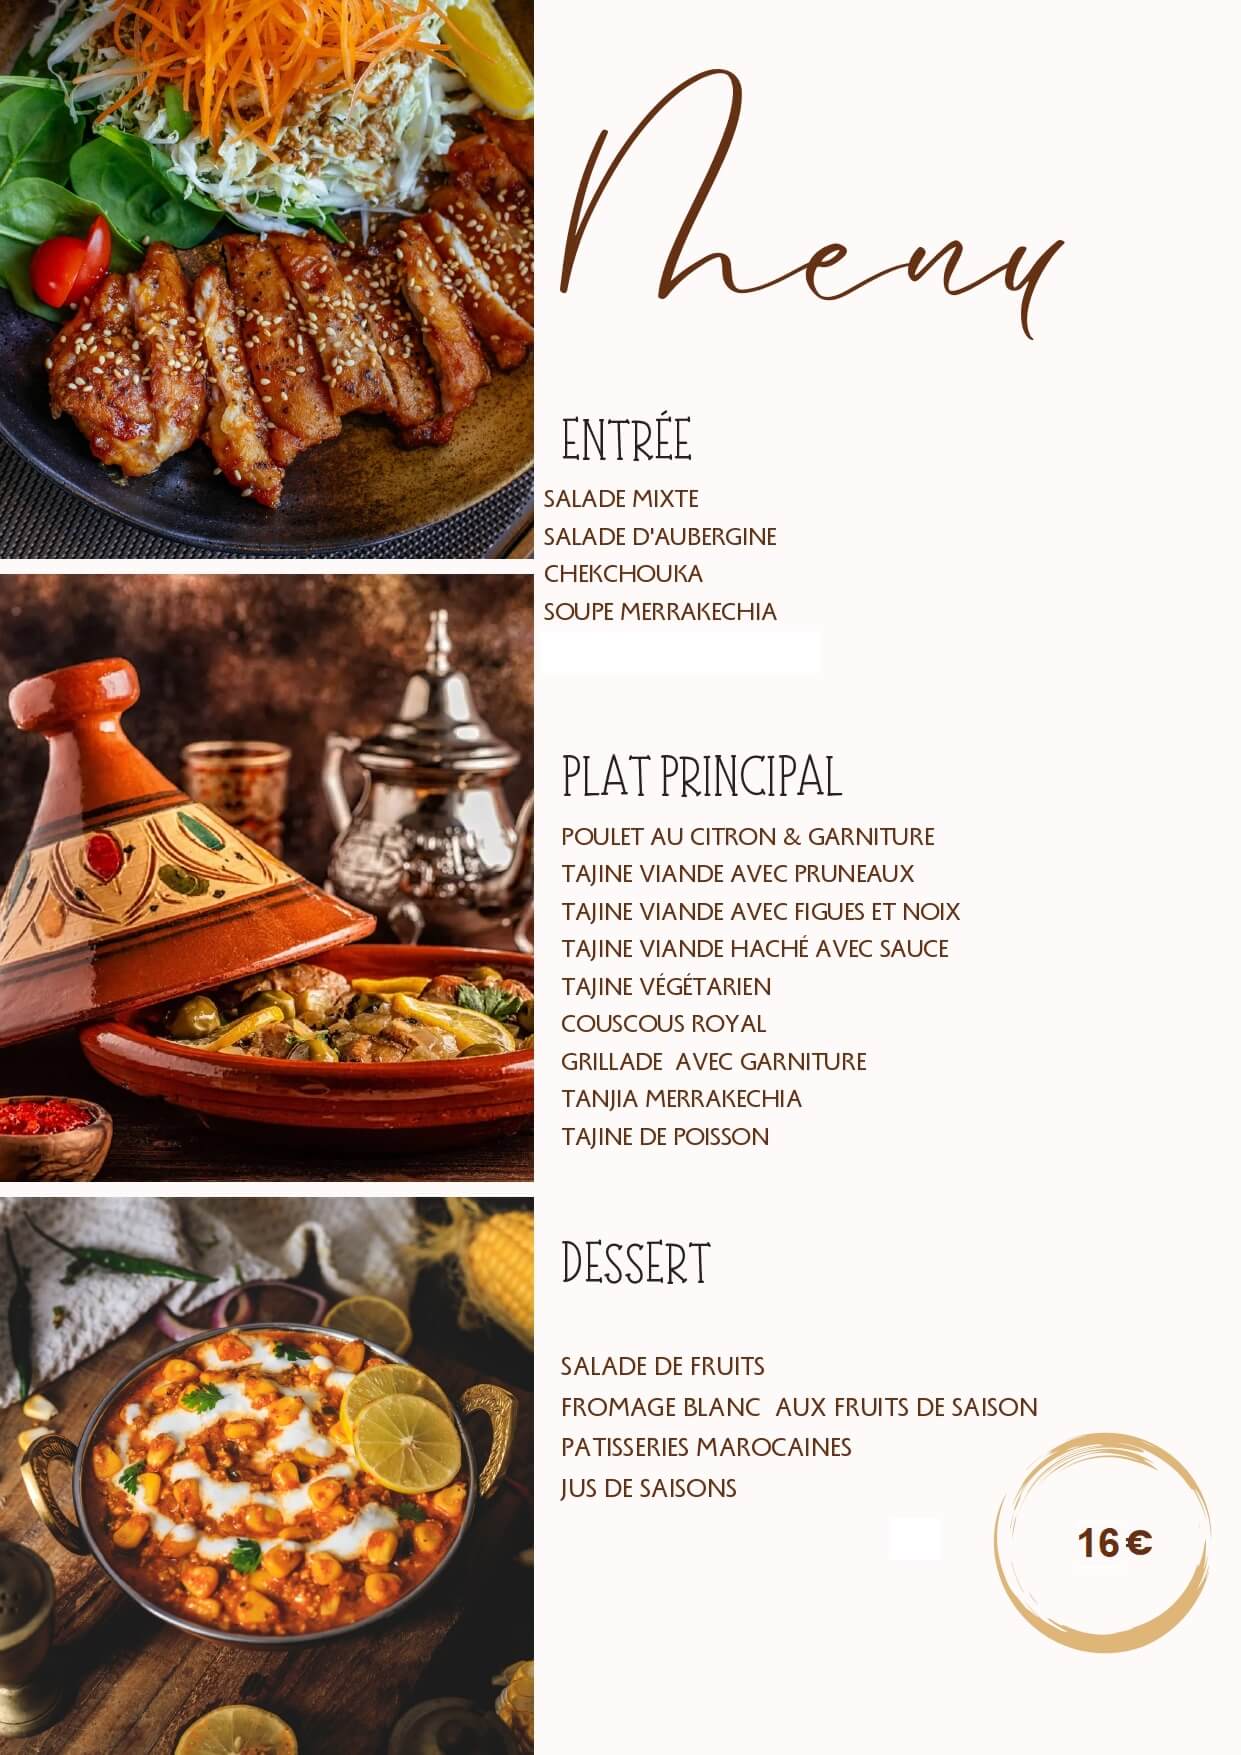 Menu
ENTRÉE
SALADE MIXTE
SALADE D'AUBERGINE
CHEKCHOUKA
SOUPE MERRAKECHIA
PLAT PRINCIPAL
POULET AU CITRON & GARNITURE
TAJINE VIANDE AVEC PRUNEAUX
TAJINE VIANDE AVEC FIGUES ET NOIX
TAJINE VIANDE HACHÉ AVEC SAUCE
TAJINE VÉGÉTARIEN
COUSCOUS ROYAL
GRILLADE AVEC GARNITURE
TANJIA MERRAKECHIA
TAJINE DE POISSON
DESSERT
SALADE DE FRUITS
FROMAGE BLANC AUX FRUITS DE SAISON
PATISSERIES MAROCAINES
JUS DE SAISONS
16 €